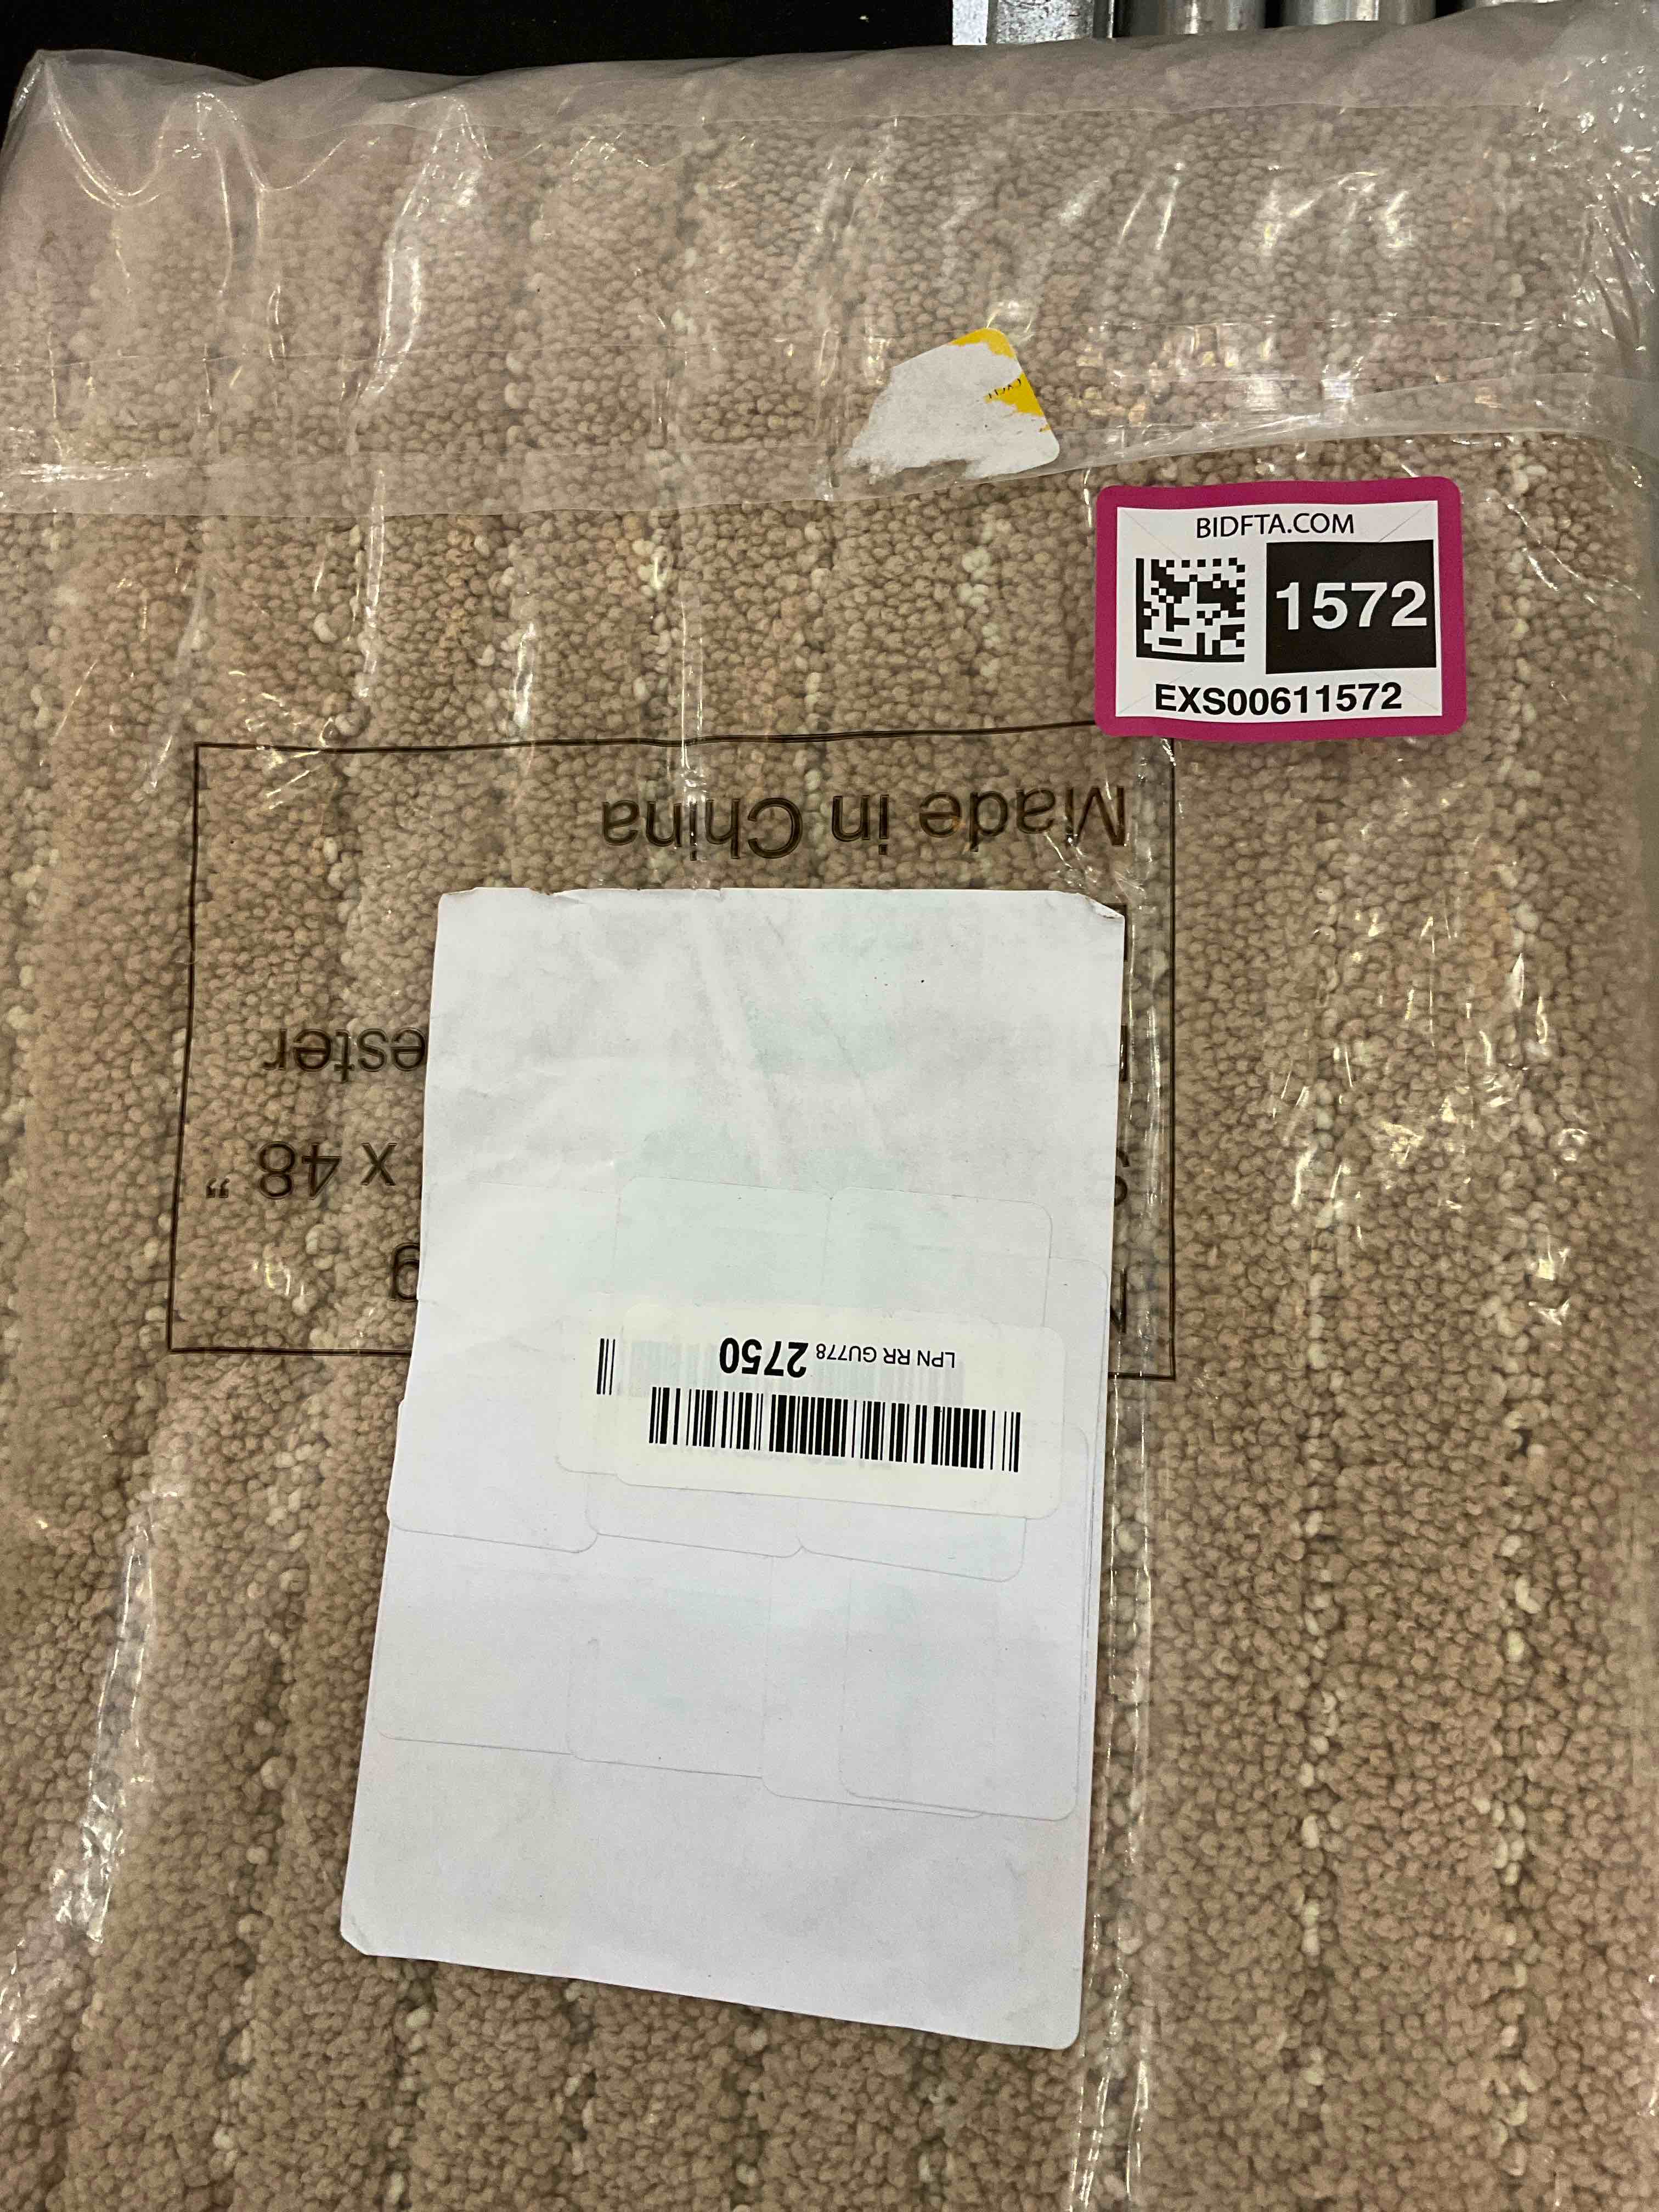 BIDFTA.COM
1572
EXS00611572
Made in China
ester
x 48 ”
LPN RR GU778 2750